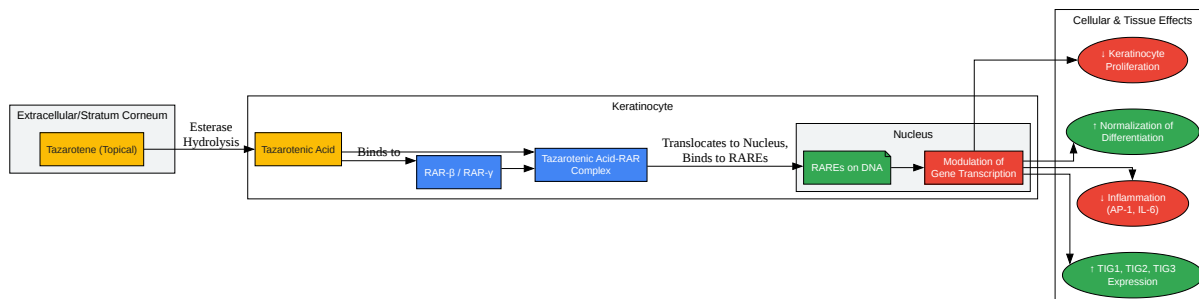 Extracellular/Stratum Corneum
Tazarotene (Topical)
Esterase
Hydrolysis
Keratinocyte
Tazarotenic Acid
Binds to
RAR-β / RAR-γ
Tazarotenic Acid-RAR
Complex
Translocates to Nucleus,
Binds to RAREs
Nucleus
RAREs on DNA
Modulation of
Gene Transcription
Cellular & Tissue Effects
↓ Keratinocyte
Proliferation
↑ Normalization of
Differentiation
↓ Inflammation
(AP-1, IL-6)
↑ TIG1, TIG2, TIG3
Expression